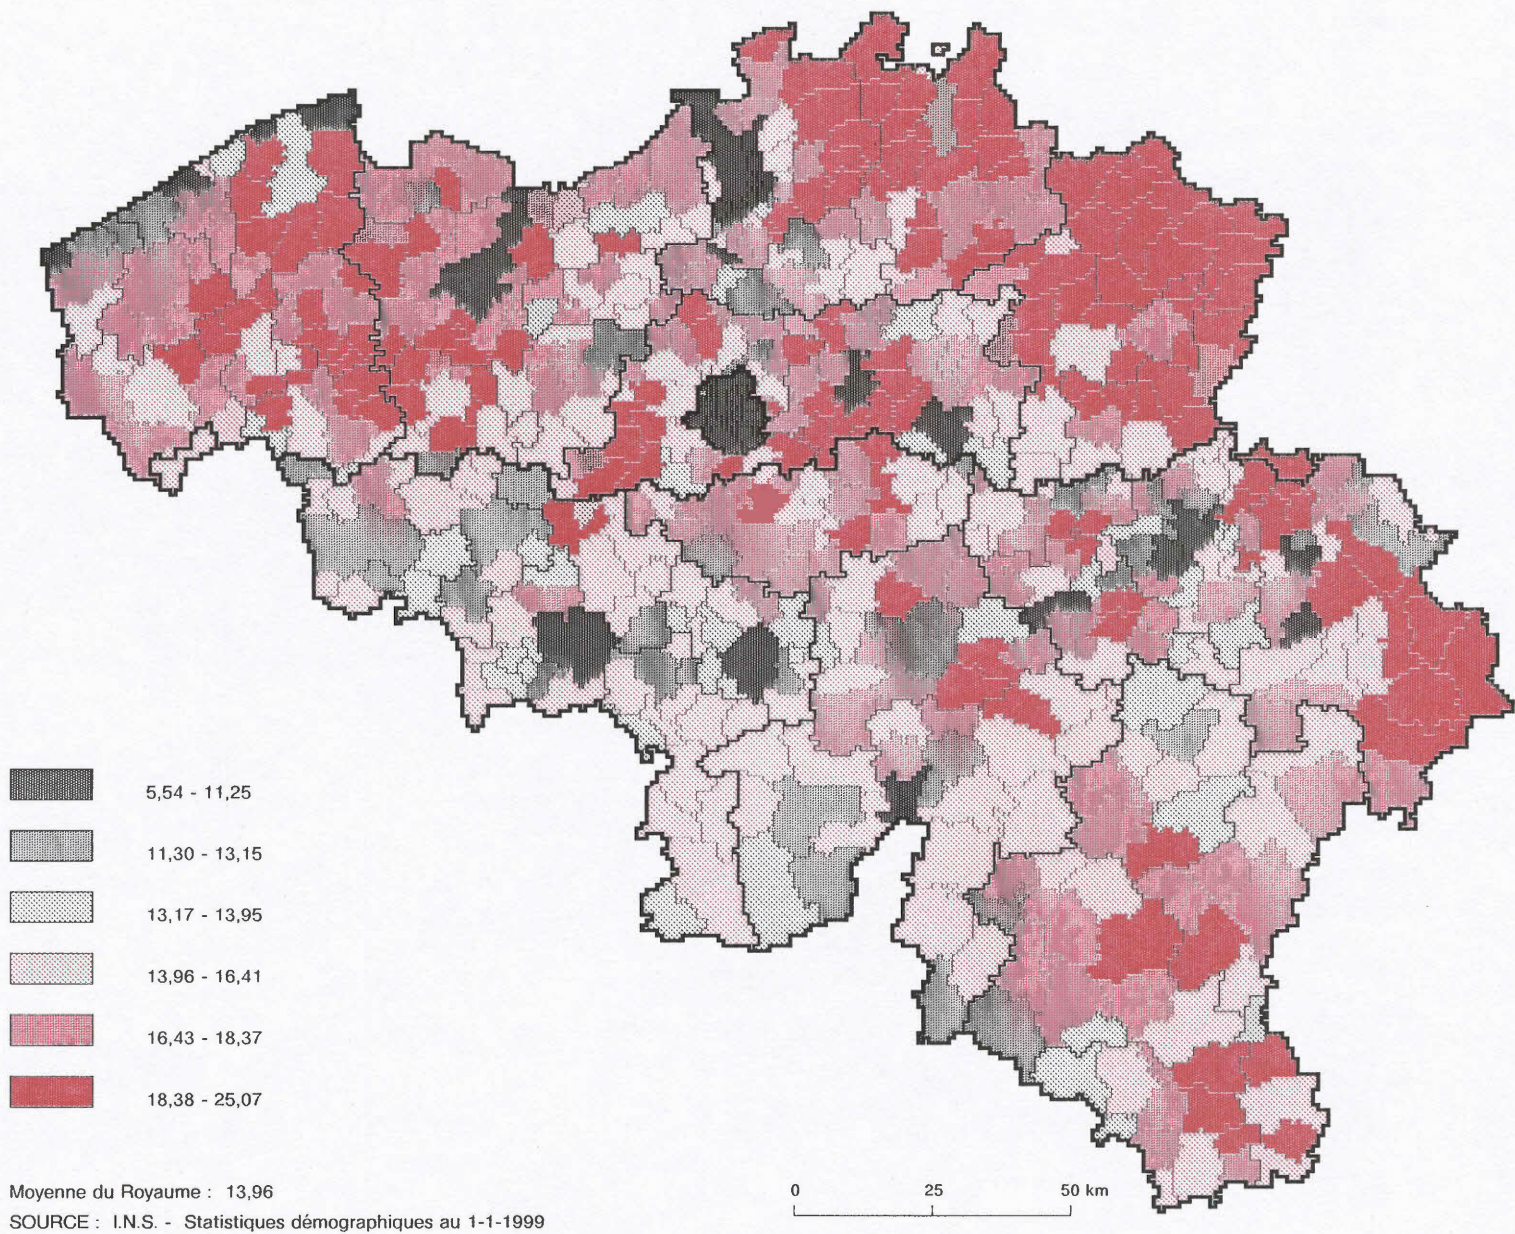 5,54 - 11,25
11,30 - 13,15
13,17 - 13,95
13,96 - 16,41
16,43 - 18,37
18,38 - 25,07
Moyenne du Royaume : 13,96
SOURCE : I.N.S. - Statistiques démographiques au 1-1-1999
0 25 50 km